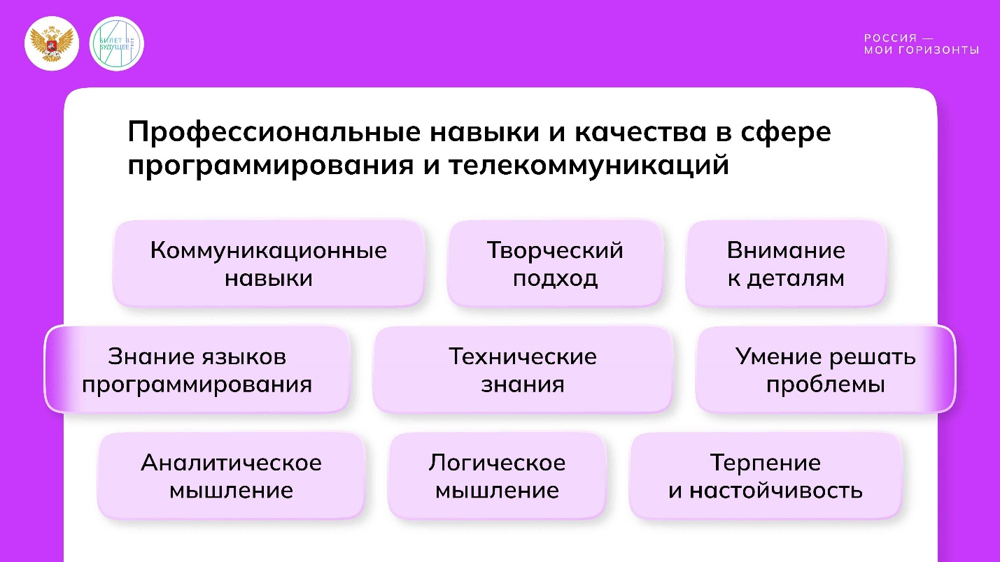 БИЛЕТ В
БУДУЩЕЕ
ТВОЁ
РОССИЯ —
МОИ ГОРИЗОНТЫ
Профессиональные навыки и качества в сфере
программирования и телекоммуникаций
Коммуникационные
навыки
Творческий
подход
Внимание
к деталям
Знание языков
программирования
Технические
знания
Умение решать
проблемы
Аналитическое
мышление
Логическое
мышление
Терпение
и настойчивость